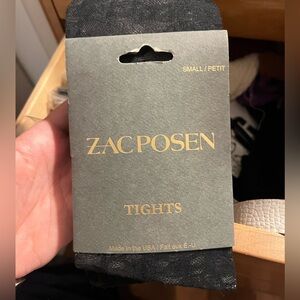 SMALL / PETIT
ZAC POSEN
TIGHTS
Made in the USA / Fait aux É.-U.